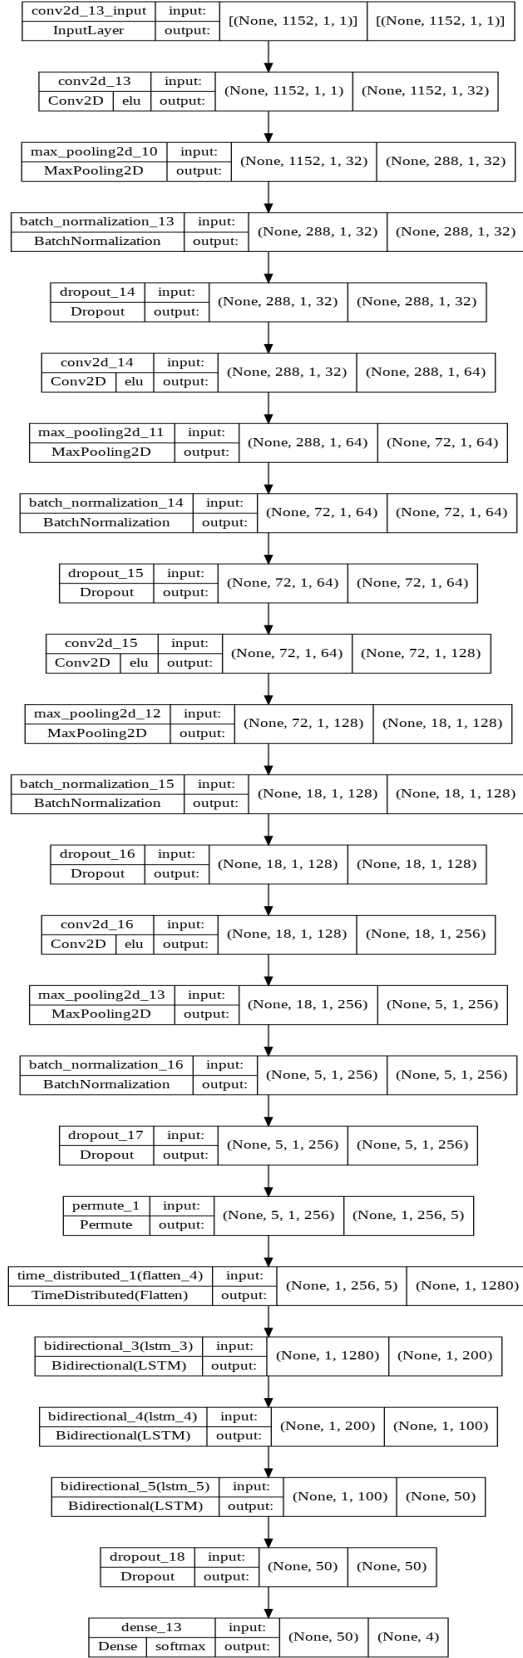 conv2d_13_input input: [(None, 1152, 1, 1)] [(None, 1152, 1, 1)]
InputLayer output:
conv2d_13 input: (None, 1152, 1, 1) (None, 1152, 1, 32)
Conv2D elu output:
max_pooling2d_10 input: (None, 1152, 1, 32) (None, 288, 1, 32)
MaxPooling2D output:
batch_normalization_13 input: (None, 288, 1, 32) (None, 288, 1, 32)
BatchNormalization output:
dropout_14 input: (None, 288, 1, 32) (None, 288, 1, 32)
Dropout output:
conv2d_14 input: (None, 288, 1, 32) (None, 288, 1, 64)
Conv2D elu output:
max_pooling2d_11 input: (None, 288, 1, 64) (None, 72, 1, 64)
MaxPooling2D output:
batch_normalization_14 input: (None, 72, 1, 64) (None, 72, 1, 64)
BatchNormalization output:
dropout_15 input: (None, 72, 1, 64) (None, 72, 1, 64)
Dropout output:
conv2d_15 input: (None, 72, 1, 64) (None, 72, 1, 128)
Conv2D elu output:
max_pooling2d_12 input: (None, 72, 1, 128) (None, 18, 1, 128)
MaxPooling2D output:
batch_normalization_15 input: (None, 18, 1, 128) (None, 18, 1, 128)
BatchNormalization output:
dropout_16 input: (None, 18, 1, 128) (None, 18, 1, 128)
Dropout output:
conv2d_16 input: (None, 18, 1, 128) (None, 18, 1, 256)
Conv2D elu output:
max_pooling2d_13 input: (None, 18, 1, 256) (None, 5, 1, 256)
MaxPooling2D output:
batch_normalization_16 input: (None, 5, 1, 256) (None, 5, 1, 256)
BatchNormalization output:
dropout_17 input: (None, 5, 1, 256) (None, 5, 1, 256)
Dropout output:
permute_1 input: (None, 5, 1, 256) (None, 1, 256, 5)
Permute output:
time_distributed_1(flatten_4) input: (None, 1, 256, 5) (None, 1, 1280)
TimeDistributed(Flatten) output:
bidirectional_3(lstm_3) input: (None, 1, 1280) (None, 1, 200)
Bidirectional(LSTM) output:
bidirectional_4(lstm_4) input: (None, 1, 200) (None, 1, 100)
Bidirectional(LSTM) output:
bidirectional_5(lstm_5) input: (None, 1, 100) (None, 50)
Bidirectional(LSTM) output:
dropout_18 input: (None, 50) (None, 50)
Dropout output:
dense_13 input: (None, 50) (None, 4)
Dense softmax output: